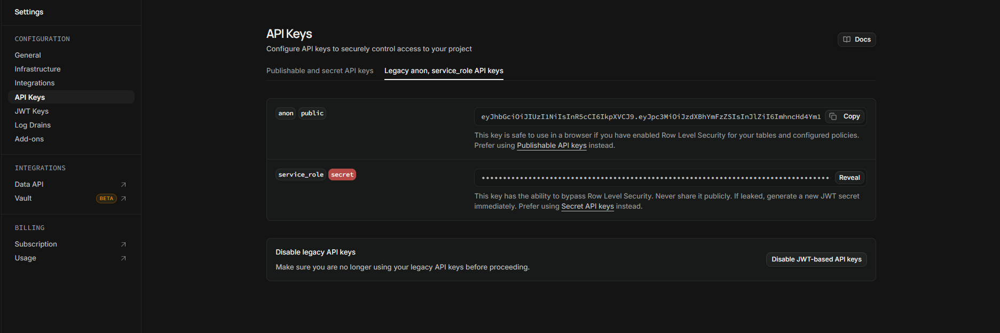 Settings
CONFIGURATION
General
Infrastructure
Integrations
API Keys
JWT Keys
Log Drains
Add-ons
INTEGRATIONS
Data API
Vault BETA
BILLING
Subscription
Usage
API Keys
Configure API keys to securely control access to your project
Docs
Publishable and secret API keys Legacy anon, service_role API keys
anon public
eyJhbGciOiJIUzI1NiIsInR5cCI6IkpXVCJ9.eyJpc3MiOiJzdXBhYmFzZSIsInJlZiI6ImhncHd4Ym1 Copy
This key is safe to use in a browser if you have enabled Row Level Security for your tables and configured policies.
Prefer using Publishable API keys instead.
service_role secret
•••••••••••••••••••••••••••••••••••••••••••••••••••••••••••••••••••••••••••••••••• Reveal
This key has the ability to bypass Row Level Security. Never share it publicly. If leaked, generate a new JWT secret
immediately. Prefer using Secret API keys instead.
Disable legacy API keys
Make sure you are no longer using your legacy API keys before proceeding.
Disable JWT-based API keys